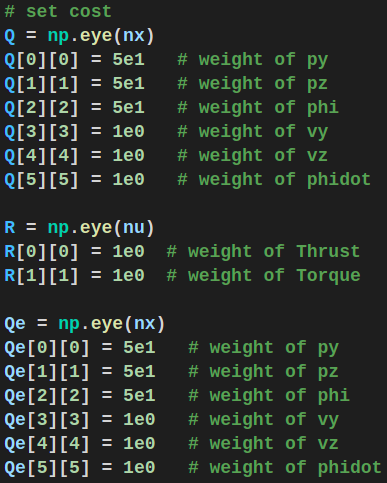 # set cost
Q = np.eye(nx)
Q[0][0] = 5e1   # weight of py
Q[1][1] = 5e1   # weight of pz
Q[2][2] = 5e1   # weight of phi
Q[3][3] = 1e0   # weight of vy
Q[4][4] = 1e0   # weight of vz
Q[5][5] = 1e0   # weight of phidot

R = np.eye(nu)
R[0][0] = 1e0  # weight of Thrust
R[1][1] = 1e0  # weight of Torque

Qe = np.eye(nx)
Qe[0][0] = 5e1   # weight of py
Qe[1][1] = 5e1   # weight of pz
Qe[2][2] = 5e1   # weight of phi
Qe[3][3] = 1e0   # weight of vy
Qe[4][4] = 1e0   # weight of vz
Qe[5][5] = 1e0   # weight of phidot